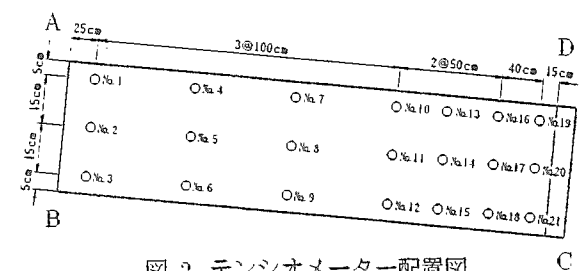 A
D
25cm
3@100cm
2@50cm
40cm
15cm
5cm
15cm
15cm
5cm
No.1
No.4
No.7
No.10
No.13
No.16
No.19
No.2
No.5
No.8
No.11
No.14
No.17
No.20
No.3
No.6
No.9
No.12
No.15
No.18
No.21
B
C
図 2 テンシオメーター配置図